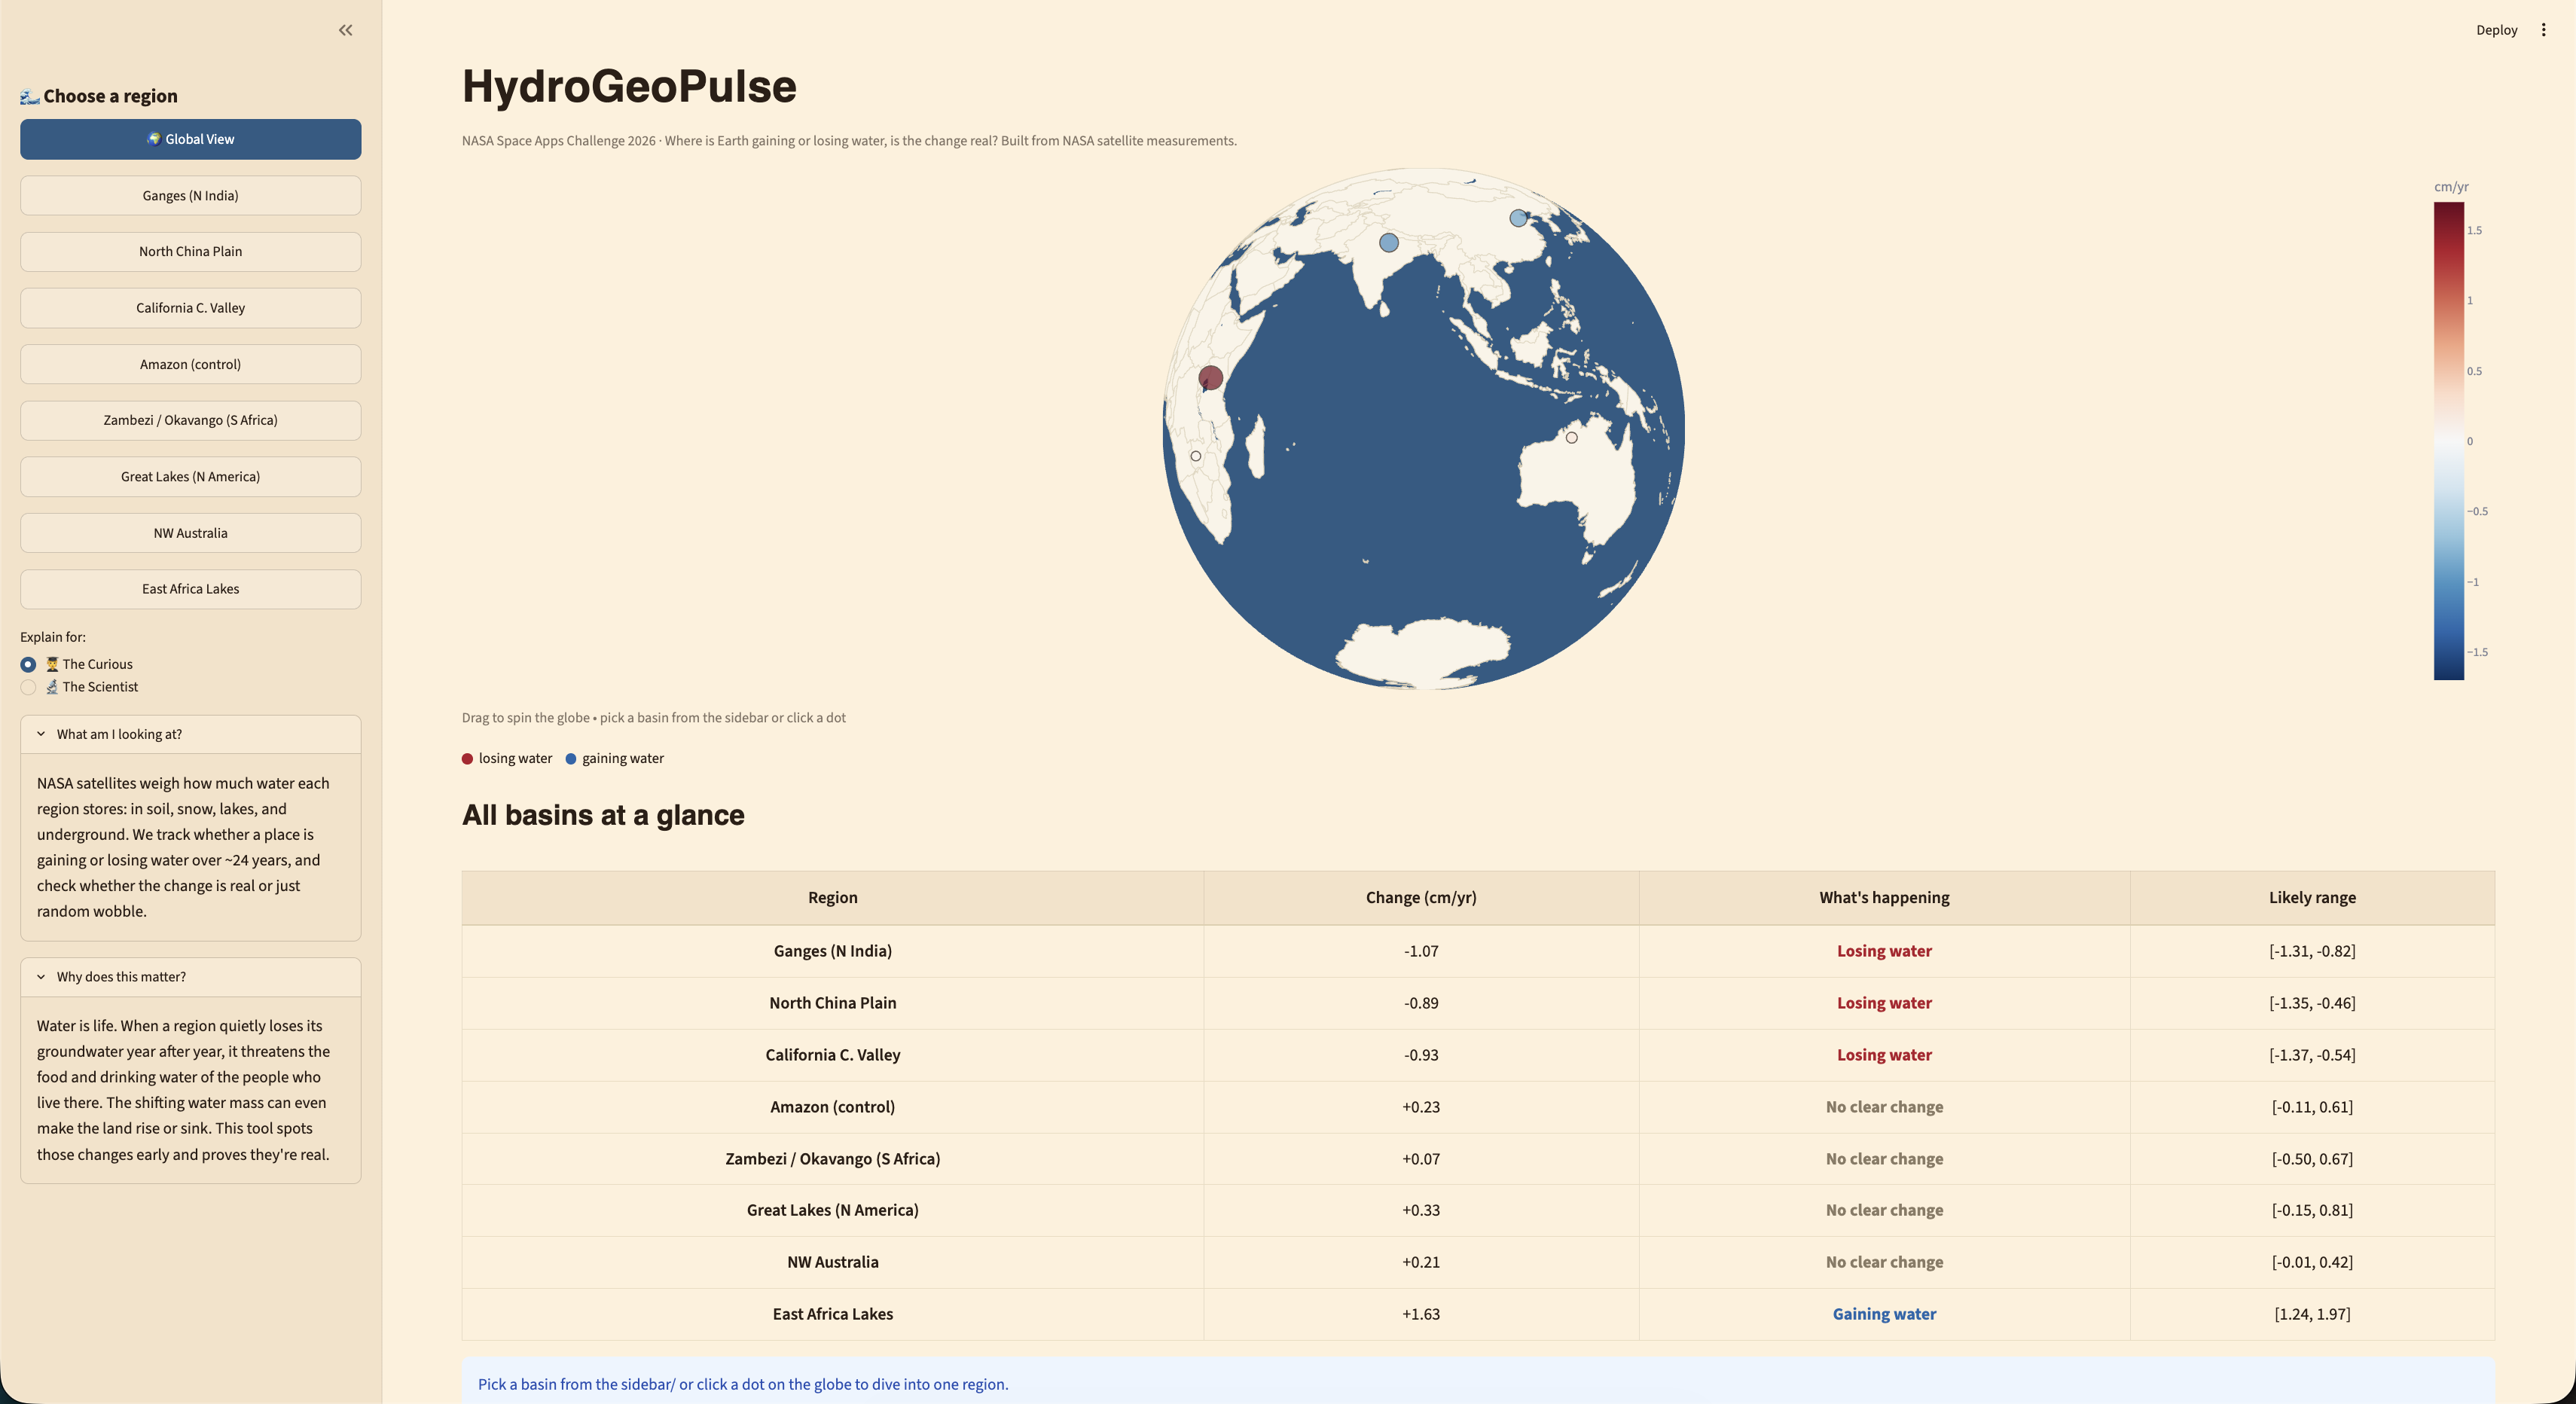 Deploy
Choose a region
Global View
Ganges (N India)
North China Plain
California C. Valley
Amazon (control)
Zambezi / Okavango (S Africa)
Great Lakes (N America)
NW Australia
East Africa Lakes
Explain for:
The Curious
The Scientist
What am I looking at?
NASA satellites weigh how much water each
region stores: in soil, snow, lakes, and
underground. We track whether a place is
gaining or losing water over ~24 years, and
check whether the change is real or just
random wobble.
Why does this matter?
Water is life. When a region quietly loses its
groundwater year after year, it threatens the
food and drinking water of the people who
live there. The shifting water mass can even
make the land rise or sink. This tool spots
those changes early and proves they're real.
HydroGeoPulse
NASA Space Apps Challenge 2026 · Where is Earth gaining or losing water, is the change real? Built from NASA satellite measurements.
cm/yr
1.5
1
0.5
0
−0.5
−1
−1.5
Drag to spin the globe • pick a basin from the sidebar or click a dot
losing water gaining water
All basins at a glance
Region Change (cm/yr) What's happening Likely range
Ganges (N India) -1.07 Losing water [-1.31, -0.82]
North China Plain -0.89 Losing water [-1.35, -0.46]
California C. Valley -0.93 Losing water [-1.37, -0.54]
Amazon (control) +0.23 No clear change [-0.11, 0.61]
Zambezi / Okavango (S Africa) +0.07 No clear change [-0.50, 0.67]
Great Lakes (N America) +0.33 No clear change [-0.15, 0.81]
NW Australia +0.21 No clear change [-0.01, 0.42]
East Africa Lakes +1.63 Gaining water [1.24, 1.97]
Pick a basin from the sidebar/ or click a dot on the globe to dive into one region.